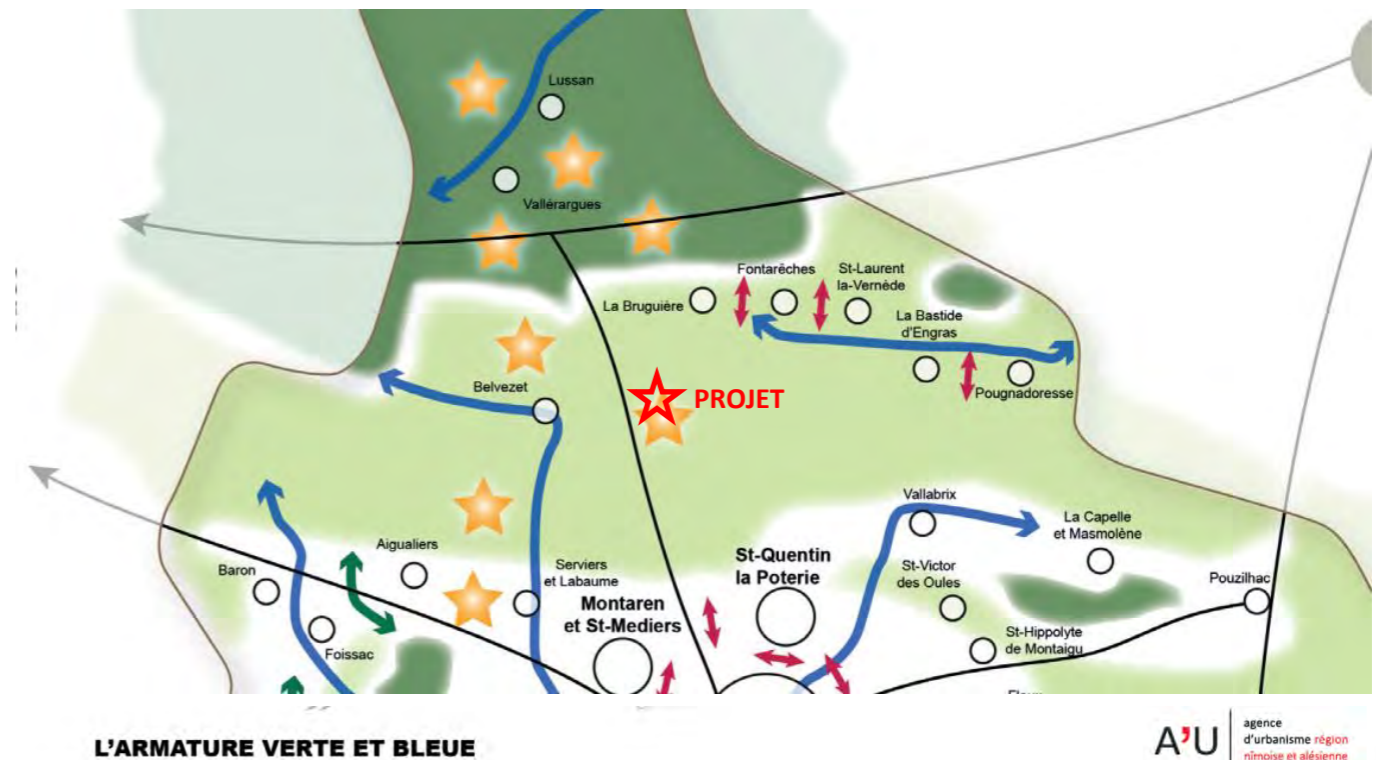 Lussan
Vallérargues
Fontarêches
St-Laurent
la-Vernède
La Bruguière
La Bastide
d'Engras
Belvezet
PROJET
Pougnadoresse
Vallabrix
La Capelle
et Masmolène
Aigualiers
Baron
Serviers
et Labaume
St-Quentin
la Poterie
St-Victor
des Oules
Pouzilhac
Montaren
et St-Mediers
Foissac
St-Hippolyte
de Montaigu
L'ARMATURE VERTE ET BLEUE
A'U
agence
d'urbanisme région
nîmoise et alésienne